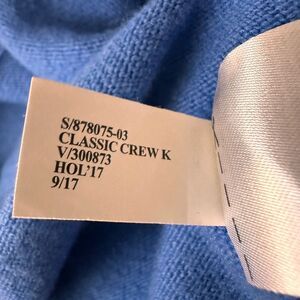 S/878075-03
CLASSIC CREW K
V/300873
HOL'17
9/17